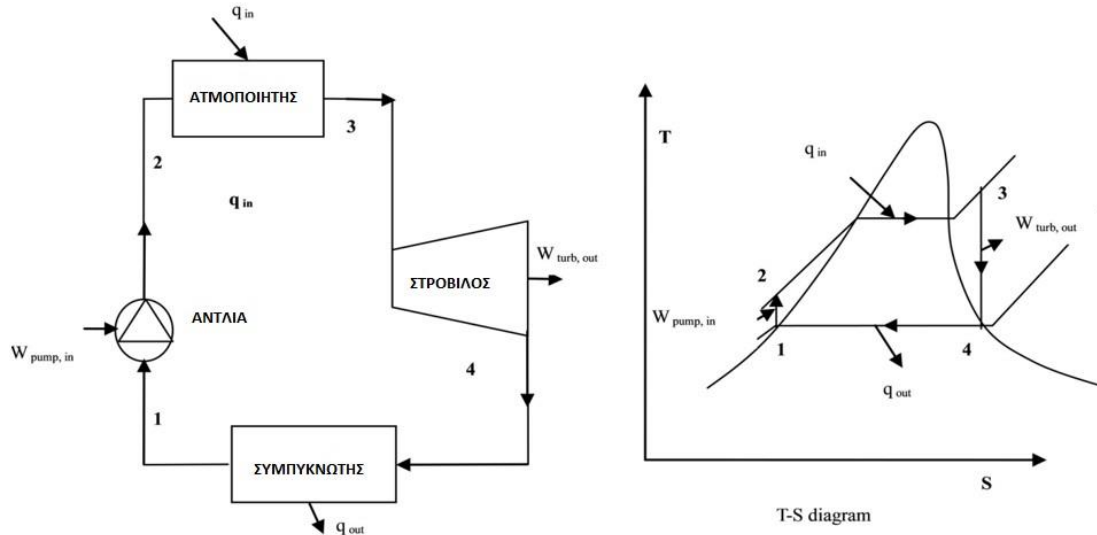 q in
ΑΤΜΟΠΟΙΗΤΗΣ
3
2
q in
W turb, out
ΣΤΡΟΒΙΛΟΣ
ΑΝΤΛΙΑ
W pump, in
4
1
ΣΥΜΠΥΚΝΩΤΗΣ
q out
T
q in
3
W turb, out
2
W pump, in
1
4
q out
S
T-S diagram